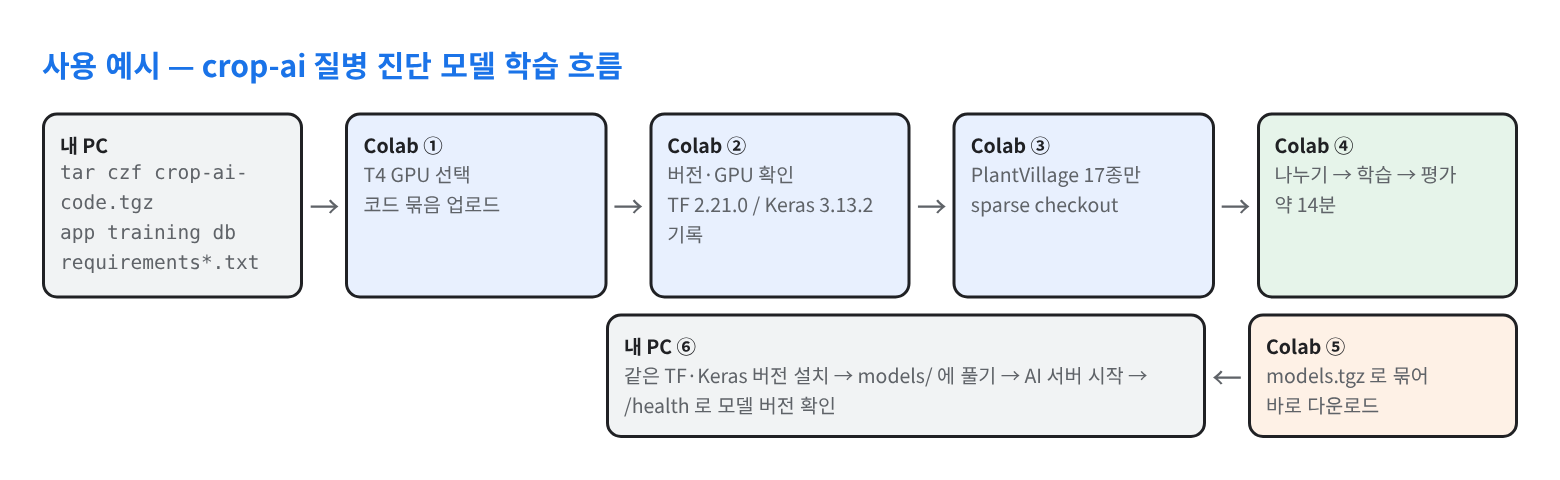 사용 예시 — crop-ai 질병 진단 모델 학습 흐름
내 PC
tar czf crop-ai-
code.tgz
app training db
requirements*.txt
→
Colab ①
T4 GPU 선택
코드 묶음 업로드
→
Colab ②
버전·GPU 확인
TF 2.21.0 / Keras 3.13.2
기록
→
Colab ③
PlantVillage 17종만
sparse checkout
→
Colab ④
나누기 → 학습 → 평가
약 14분
내 PC ⑥
같은 TF·Keras 버전 설치 → models/ 에 풀기 → AI 서버 시작 →
/health 로 모델 버전 확인
←
Colab ⑤
models.tgz 로 묶어
바로 다운로드